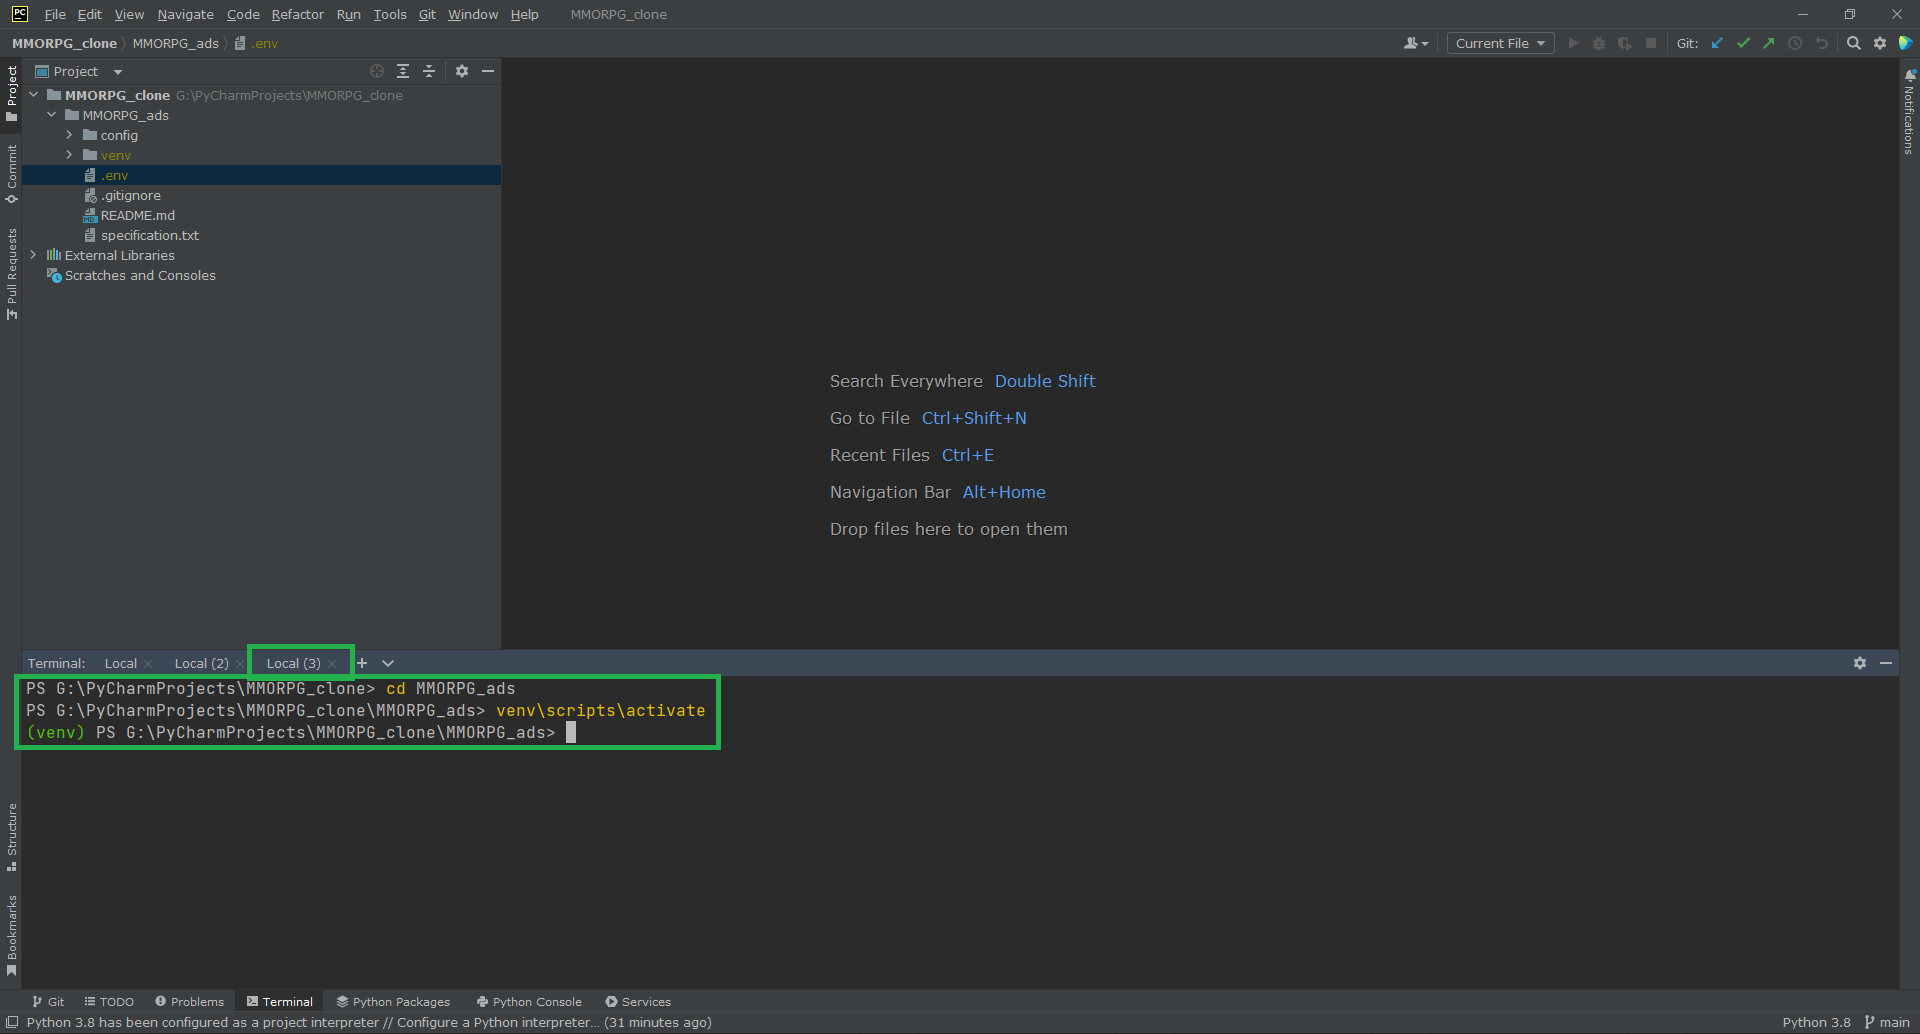 PC File Edit View Navigate Code Refactor Run Tools Git Window Help MMORPG_clone
MMORPG_clone MMORPG_ads .env Current File Git:
Project
MMORPG_clone G:\PyCharmProjects\MMORPG_clone
MMORPG_ads
config
venv
.env
.gitignore
MD README.md
specification.txt
External Libraries
Scratches and Consoles
Project
Commit
Pull Requests
Structure
Bookmarks
Notifications
Search Everywhere Double Shift
Go to File Ctrl+Shift+N
Recent Files Ctrl+E
Navigation Bar Alt+Home
Drop files here to open them
Terminal: Local Local (2) Local (3)
PS G:\PyCharmProjects\MMORPG_clone> cd MMORPG_ads
PS G:\PyCharmProjects\MMORPG_clone\MMORPG_ads> venv\scripts\activate
(venv) PS G:\PyCharmProjects\MMORPG_clone\MMORPG_ads>
Git TODO Problems Terminal Python Packages Python Console Services
Python 3.8 has been configured as a project interpreter // Configure a Python interpreter... (31 minutes ago) Python 3.8 main